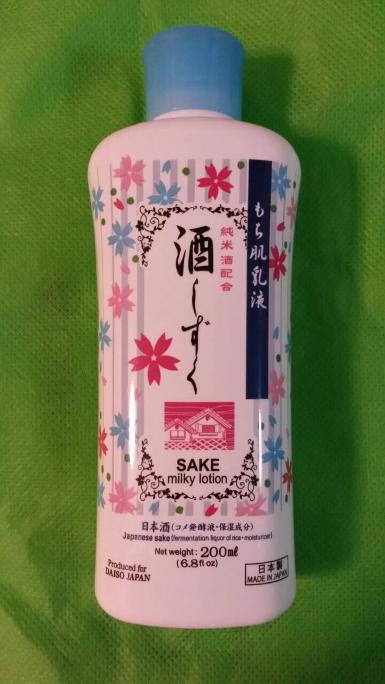 もち肌乳液
純米酒配合
酒しずく
SAKE
milky lotion
日本酒(コメ発酵液・保湿成分)
Japanese sake (fermentation liquor of rice・moisturizer)
Net weight: 200mℓ
(6.8fl oz)
Produced for
DAISO JAPAN
日本製
MADE IN JAPAN